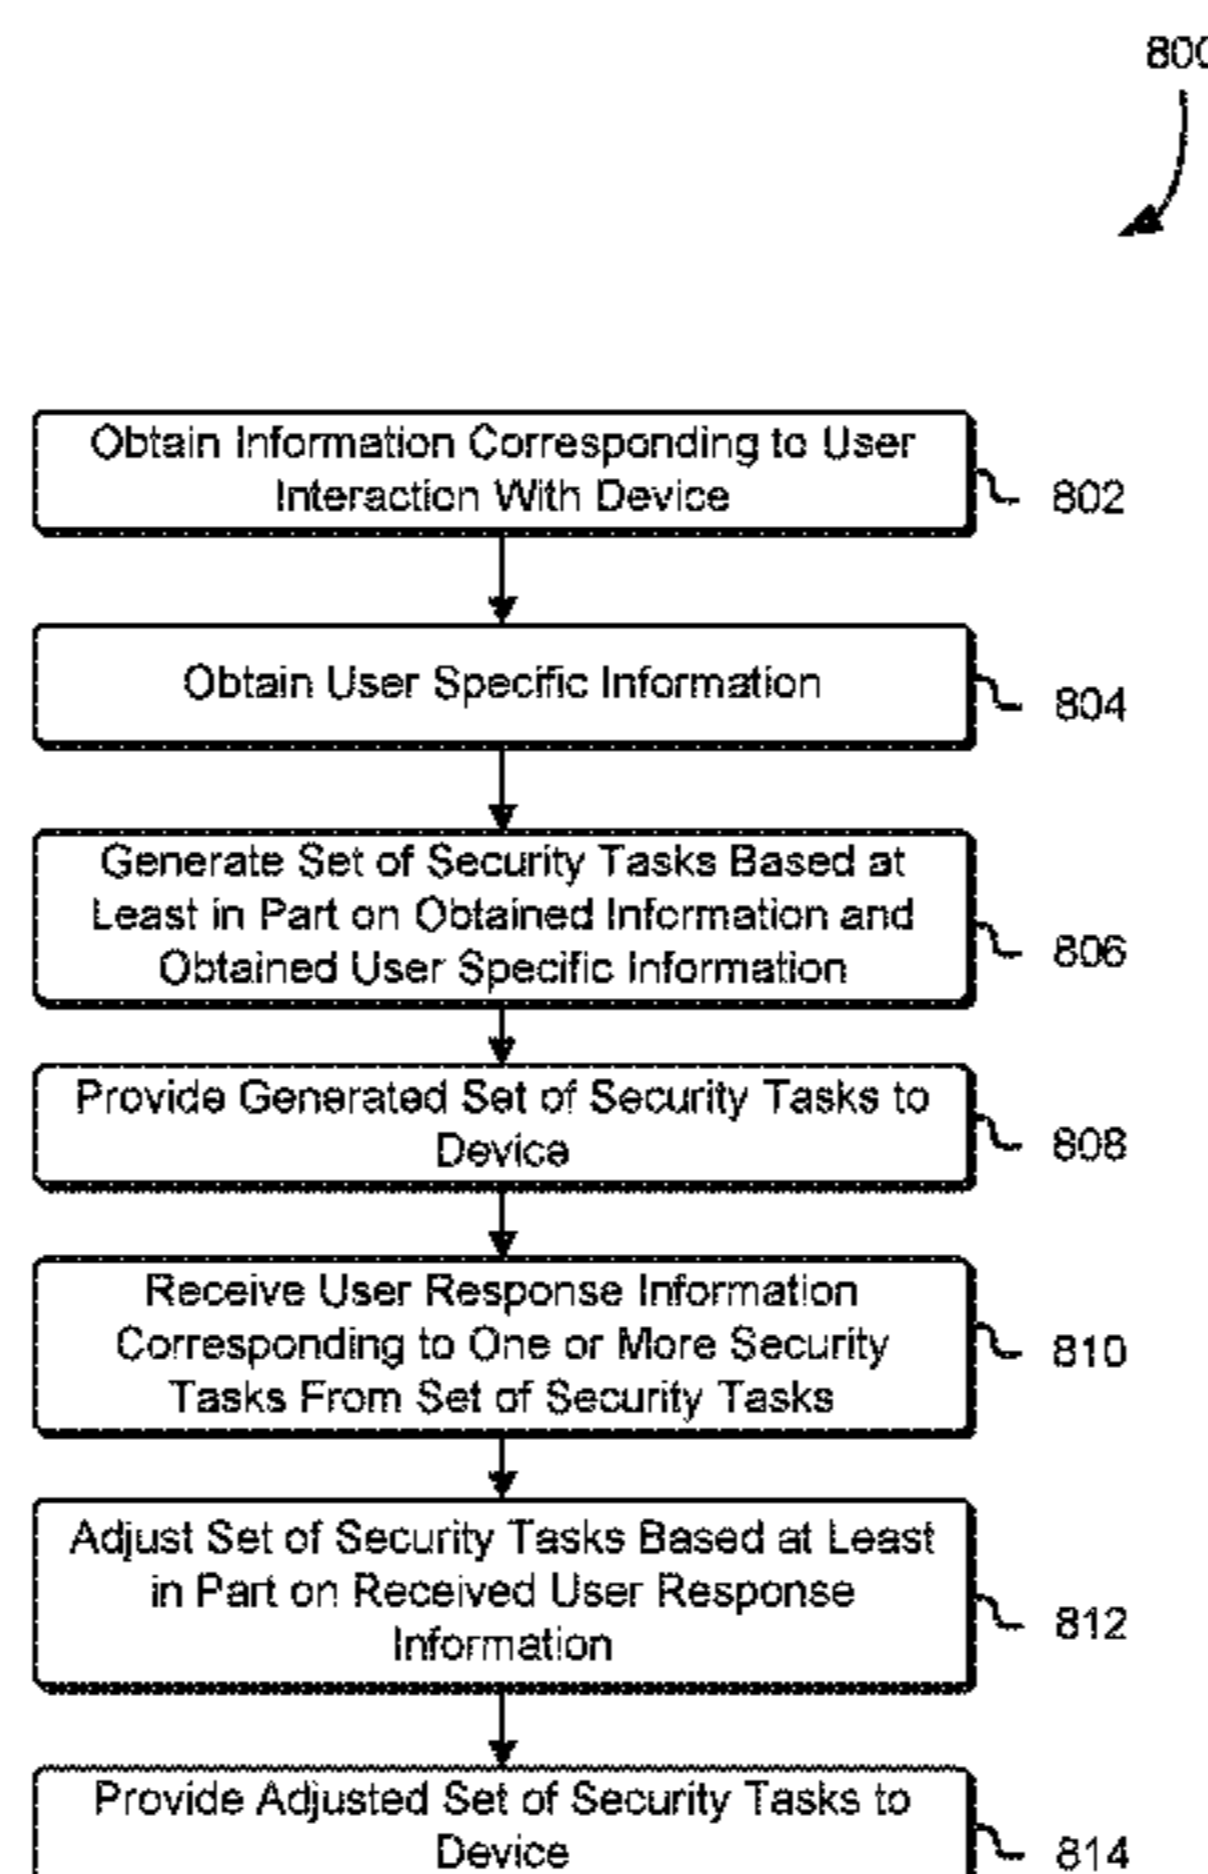 800
Obtain Information Corresponding to User
Interaction With Device
802
Obtain User Specific Information
804
Generate Set of Security Tasks Based at
Least in Part on Obtained Information and
Obtained User Specific Information
806
Provide Generated Set of Security Tasks to
Device
808
Receive User Response Information
Corresponding to One or More Security
Tasks From Set of Security Tasks
810
Adjust Set of Security Tasks Based at Least
in Part on Received User Response
Information
812
Provide Adjusted Set of Security Tasks to
Device
814